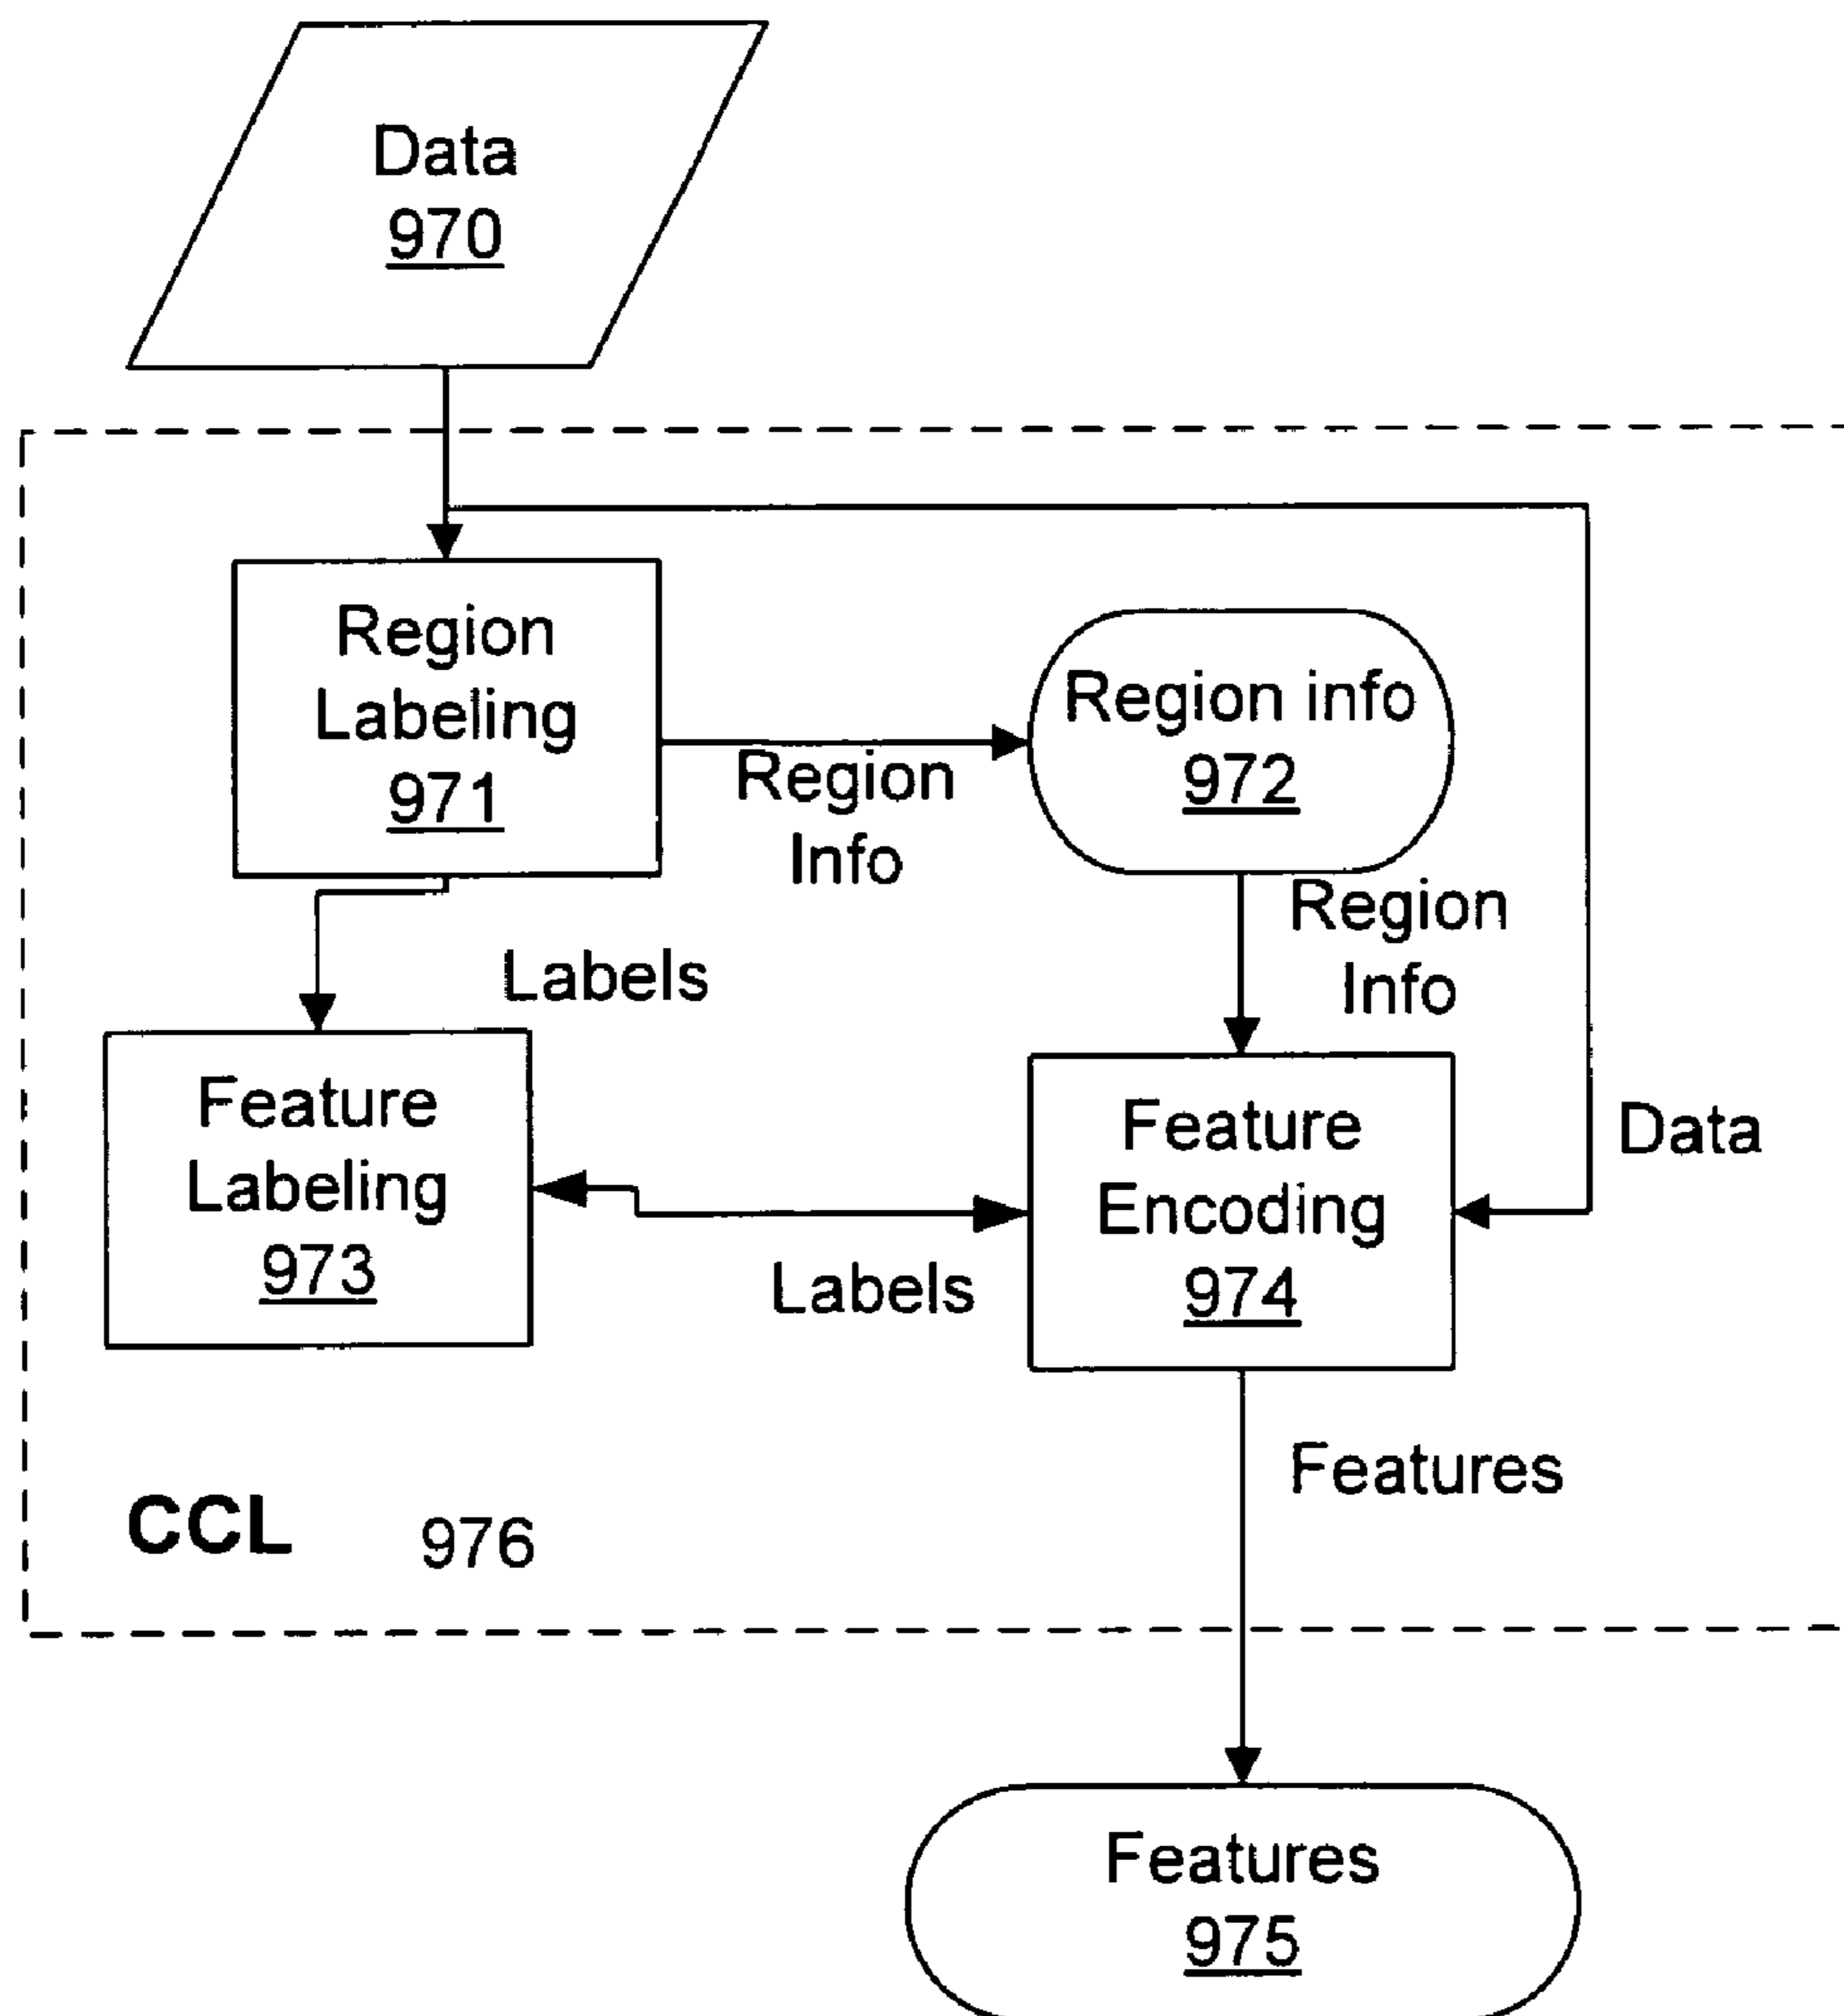 Data
970
Region
Labeling
971
Region info
972
Region
Info
Region
Info
Labels
Feature
Labeling
973
Feature
Encoding
974
Data
Labels
Features
CCL 976
Features
975